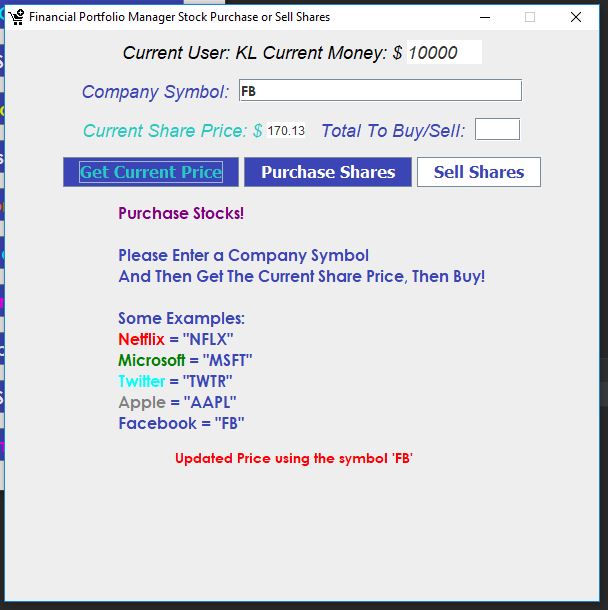 Financial Portfolio Manager Stock Purchase or Sell Shares
Current User: KL Current Money: $ 10000
Company Symbol: FB
Current Share Price: $ 170.13 Total To Buy/Sell:
Get Current Price Purchase Shares Sell Shares
Purchase Stocks!
Please Enter a Company Symbol
And Then Get The Current Share Price, Then Buy!
Some Examples:
Netflix = "NFLX"
Microsoft = "MSFT"
Twitter = "TWTR"
Apple = "AAPL"
Facebook = "FB"
Updated Price using the symbol 'FB'